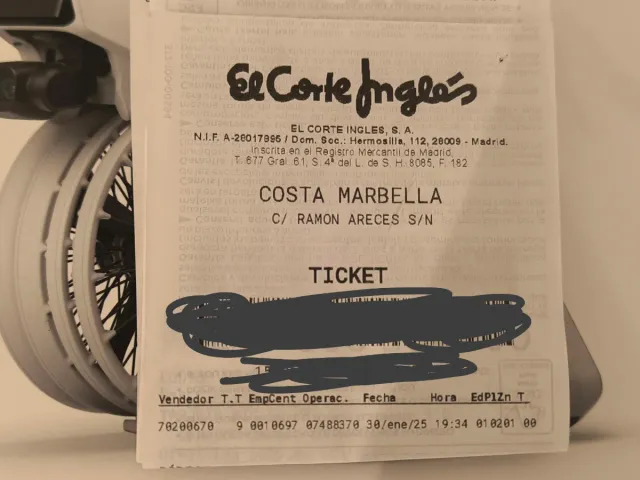 El Corte Inglés
EL CORTE INGLES, S. A.
N.I.F. A-28017895 / Dom. Soc.: Hermosilla, 112, 28009 - Madrid.
Inscrita en el Registro Mercantil de Madrid,
T. 677 Gral. 61, S. 4ª del L. de S. H. 8085, F. 182
COSTA MARBELLA
C/ RAMON ARECES S/N
TICKET
Vendedor T.T EmpCent Operac. Fecha Hora EdPlZn T
70200670 9 0010697 07488370 30/ene/25 19:34 010201 00